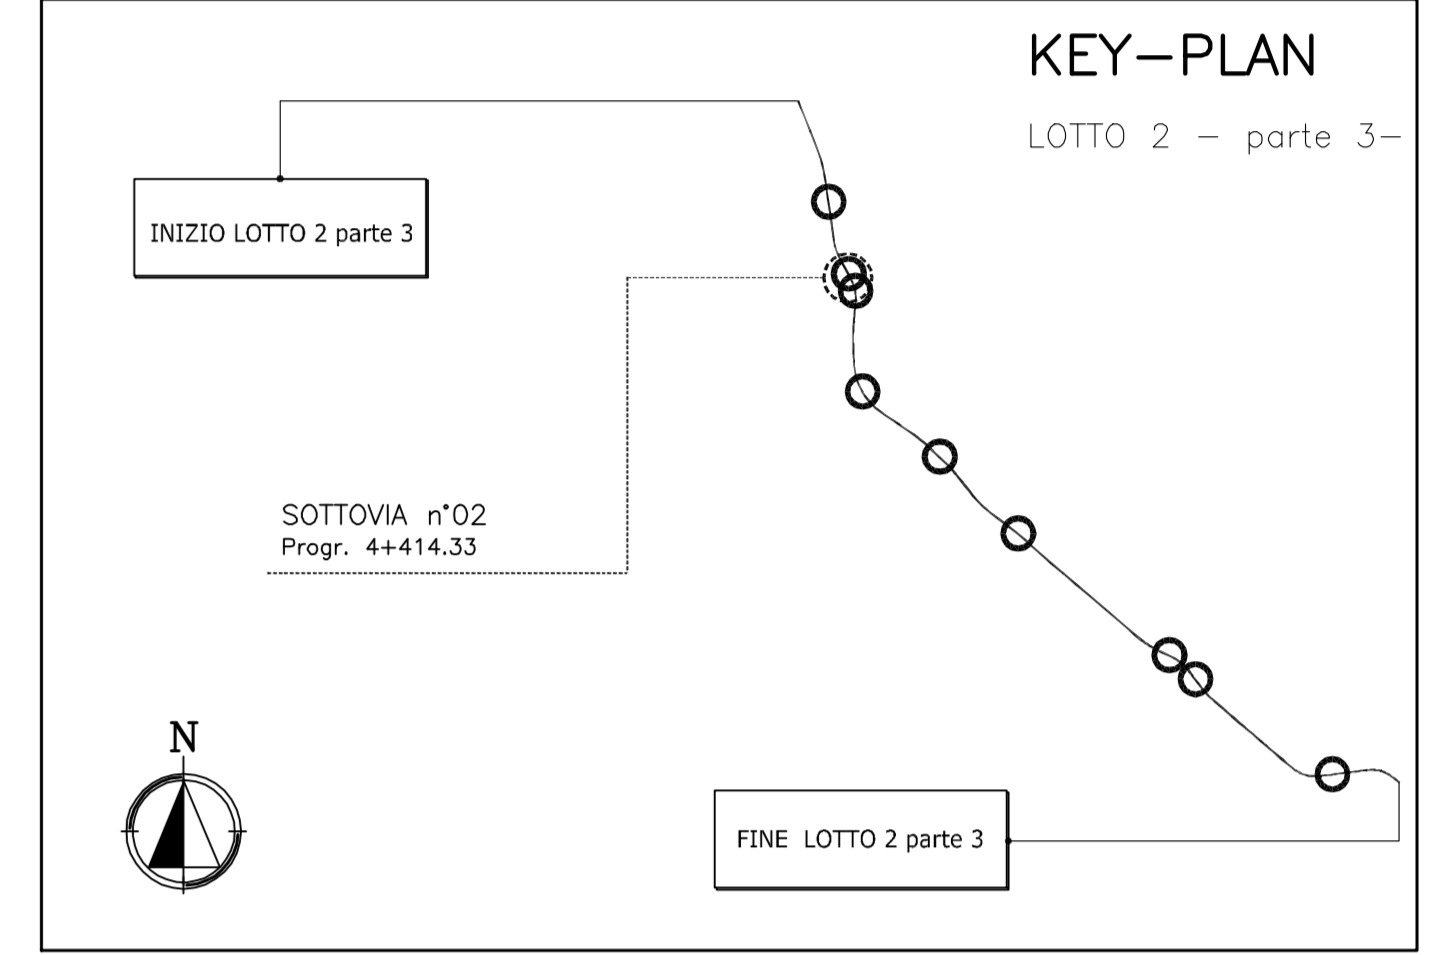 KEY-PLAN
LOTTO 2 - parte 3-
INIZIO LOTTO 2 parte 3
SOTTOVIA n°02
Progr. 4+414.33
N
FINE LOTTO 2 parte 3